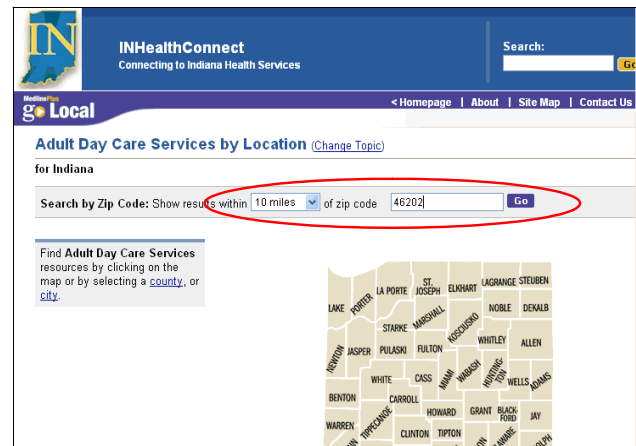 IN
INHealthConnect
Connecting to Indiana Health Services
Search:
Go
MedlinePlus
go Local
< Homepage | About | Site Map | Contact Us
Adult Day Care Services by Location (Change Topic)
for Indiana
Search by Zip Code: Show results within 10 miles of zip code 46202 Go
Find Adult Day Care Services
resources by clicking on the
map or by selecting a county, or
city.
LAKE
PORTER
LA PORTE
ST. JOSEPH
ELKHART
LAGRANGE
STEUBEN
NOBLE
DEKALB
STARKE
MARSHALL
KOSCIUSKO
WHITLEY
ALLEN
NEWTON
JASPER
PULASKI
FULTON
WHITE
CASS
MIAMI
WABASH
HUNTING-
TON
WELLS
ADAMS
BENTON
CARROLL
WARREN
TIPPECANOE
HOWARD
GRANT
BLACK-
FORD
JAY
CLINTON
TIPTON